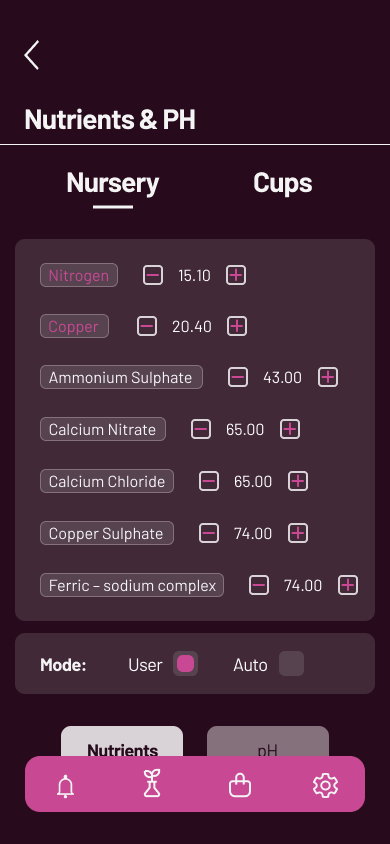 Nutrients & PH
Nursery Cups
Nitrogen 15.10
Copper 20.40
Ammonium Sulphate 43.00
Calcium Nitrate 65.00
Calcium Chloride 65.00
Copper Sulphate 74.00
Ferric – sodium complex 74.00
Mode: User Auto
Nutrients pH